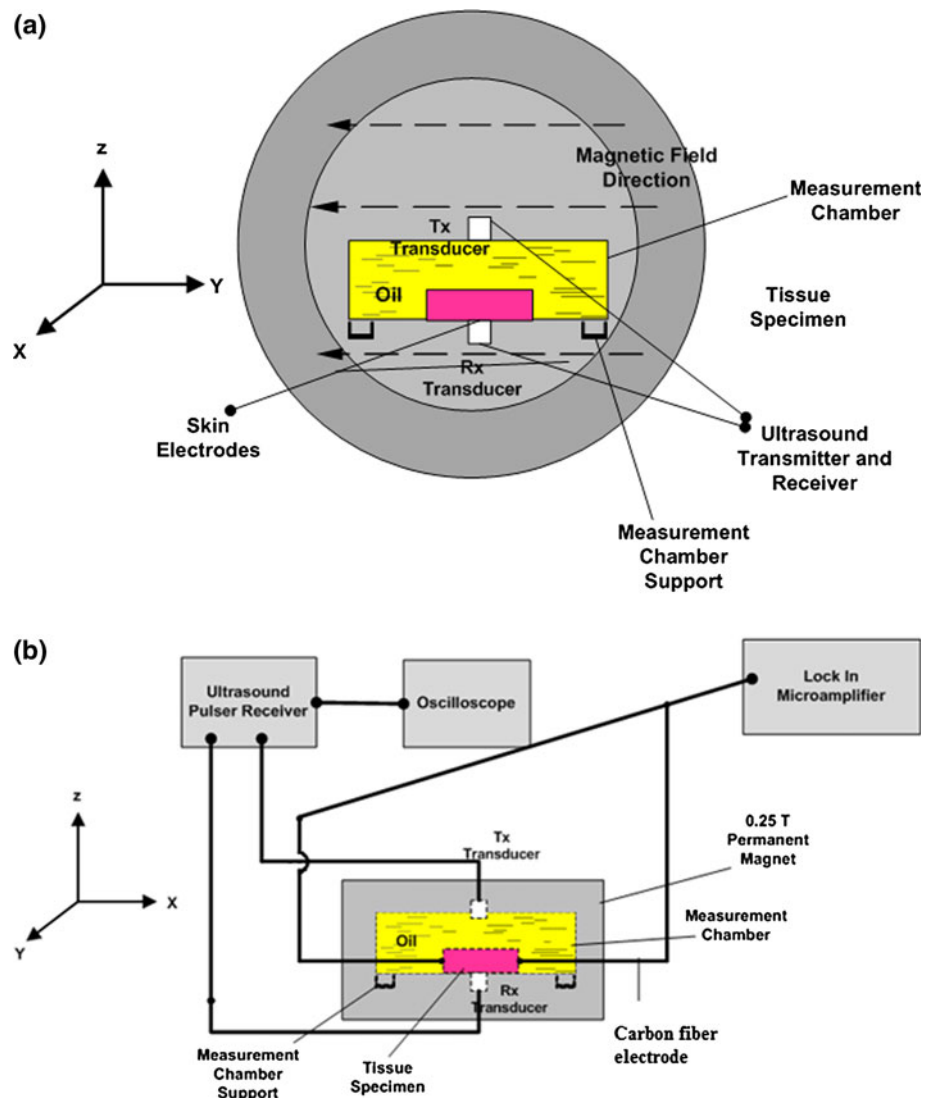 (a)
z
Y
X
Magnetic Field
Direction
Tx
Transducer
Oil
Rx
Transducer
Measurement
Chamber
Tissue
Specimen
Skin
Electrodes
Ultrasound
Transmitter and
Receiver
Measurement
Chamber
Support
(b)
Ultrasound
Pulser Receiver
Oscilloscope
Lock In
Microamplifier
z
X
Y
Tx
Transducer
0.25 T
Permanent
Magnet
Oil
Measurement
Chamber
Rx
Transducer
Carbon fiber
electrode
Measurement
Chamber
Support
Tissue
Specimen